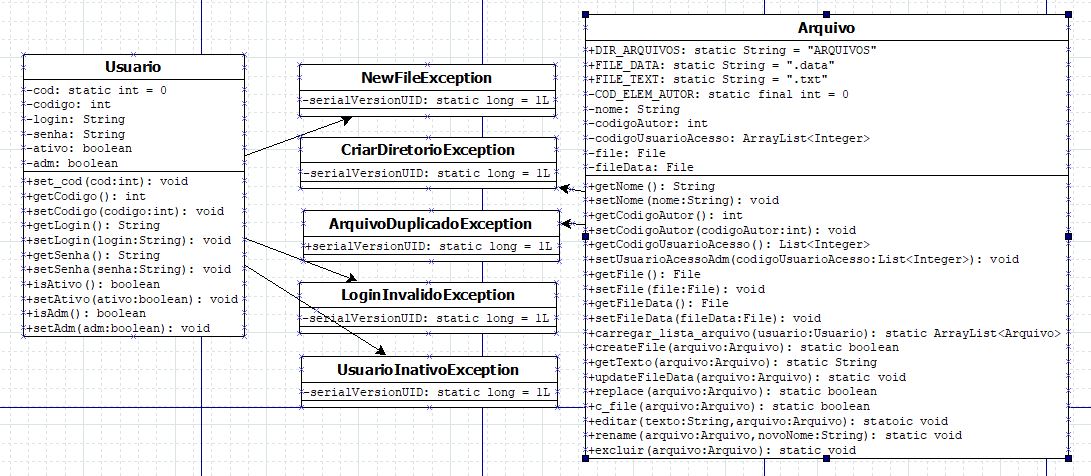 Usuario
-cod: static int = 0
-codigo: int
-login: String
-senha: String
-ativo: boolean
-adm: boolean
+set_cod(cod:int): void
+getCodigo(): int
+setCodigo(codigo:int): void
+getLogin(): String
+setLogin(login:String): void
+getSenha(): String
+setSenha(senha:String): void
+isAtivo(): boolean
+setAtivo(ativo:boolean): void
+isAdm(): boolean
+setAdm(adm:boolean): void
NewFileException
-serialVersionUID: static long = 1L
CriarDiretorioException
-serialVersionUID: static long = 1L
ArquivoDuplicadoException
+serialVersionUID: static long = 1L
LoginInvalidoException
-serialVersionUID: static long = 1L
UsuarioInativoException
-serialVersionUID: static long = 1L
Arquivo
+DIR_ARQUIVOS: static String = "ARQUIVOS"
+FILE_DATA: static String = ".data"
+FILE_TEXT: static String = ".txt"
-COD_ELEM_AUTOR: static final int = 0
-nome: String
-codigoAutor: int
-codigoUsuarioAcesso: ArrayList<Integer>
-file: File
-fileData: File
+getNome(): String
+setNome(nome:String): void
+getCodigoAutor(): int
+setCodigoAutor(codigoAutor:int): void
+getCodigoUsuarioAcesso(): List<Integer>
+setUsuarioAcessoAdm(codigoUsuarioAcesso:List<Integer>): void
+getFile(): File
+setFile(file:File): void
+getFileData(): File
+setFileData(fileData:File): void
+carregar_lista_arquivo(usuario:Usuario): static ArrayList<Arquivo>
+createFile(arquivo:Arquivo): static boolean
+getTexto(arquivo:Arquivo): static String
+updateFileData(arquivo:Arquivo): static void
+replace(arquivo:Arquivo): static boolean
+c_file(arquivo:Arquivo): static boolean
+editar(texto:String,arquivo:Arquivo): statoic void
+rename(arquivo:Arquivo,novoNome:String): static void
+excluir(arquivo:Arquivo): static void